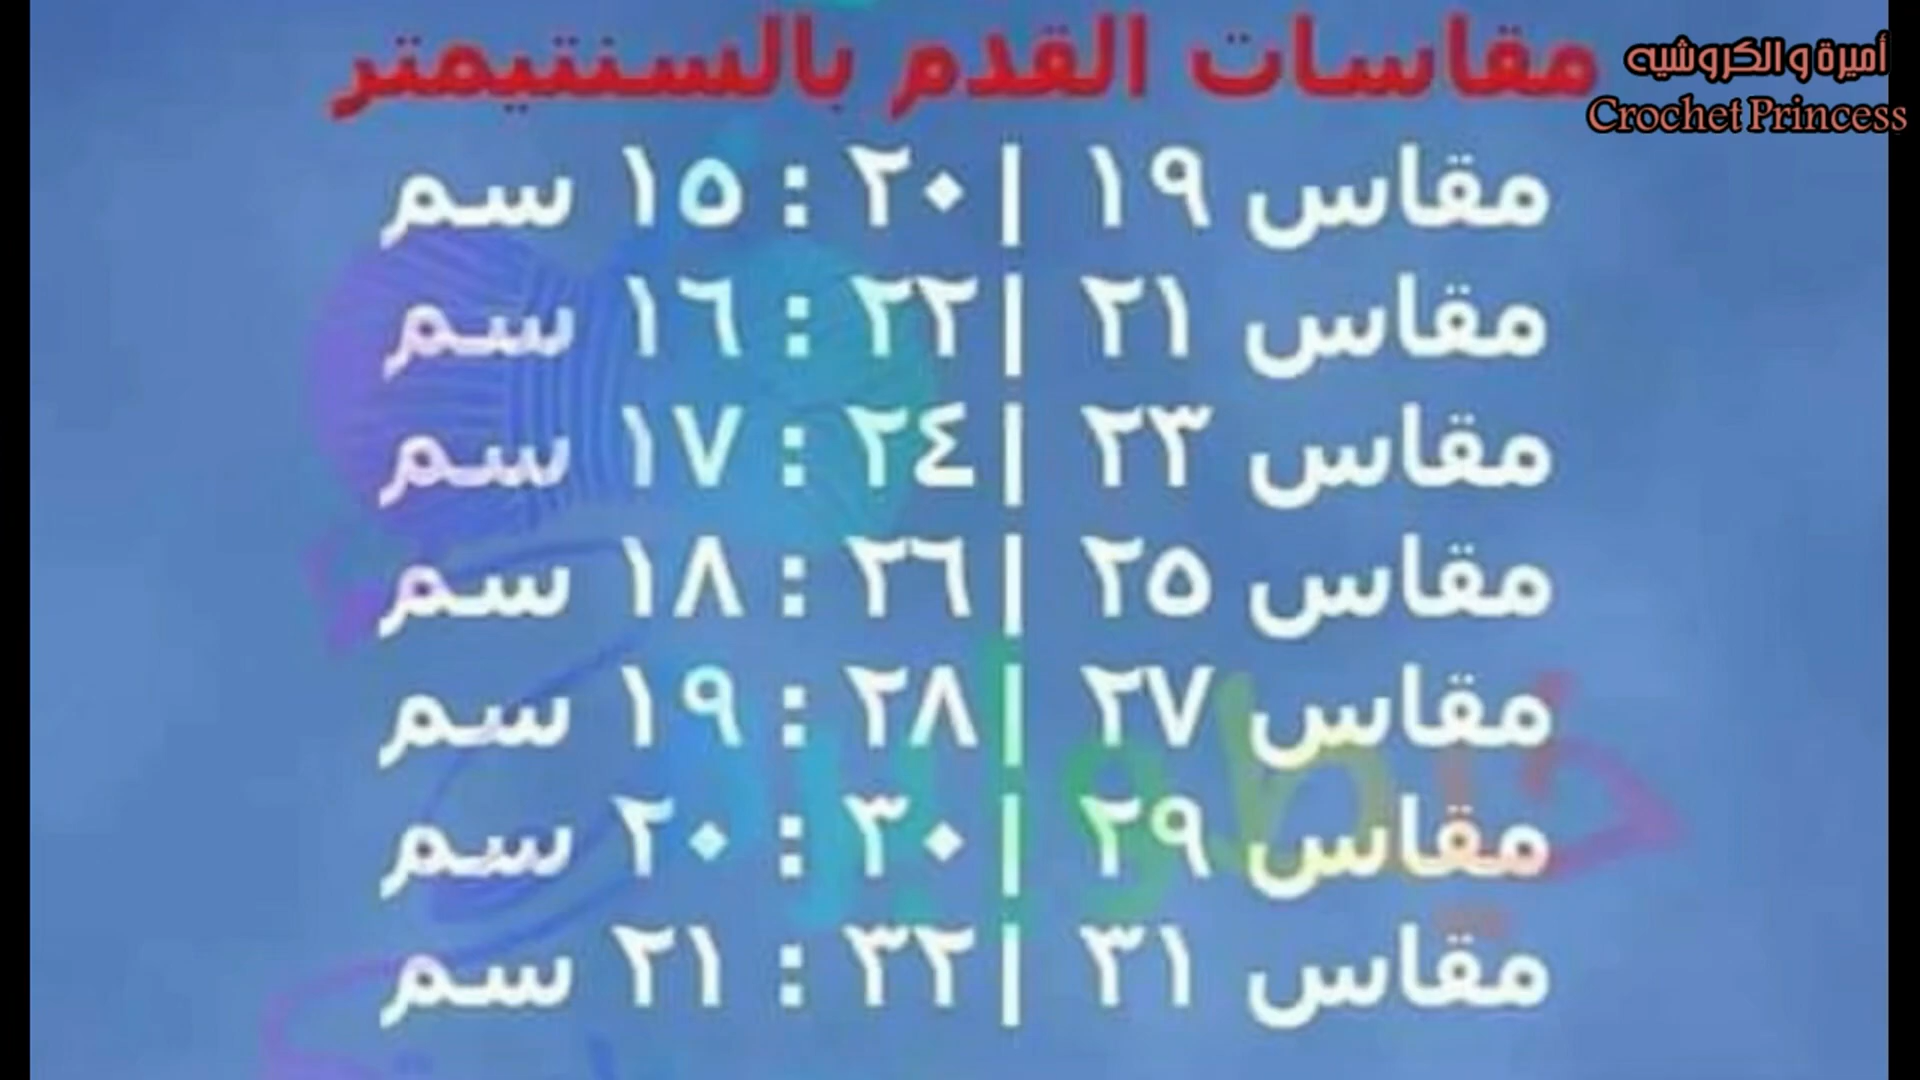 مقاسات القدم بالسنتيمتر
أميرة و الكروشيه
Crochet Princess
مقاس ١٩ | ٢٠ : ١٥ سم
مقاس ٢١ | ٢٢ : ١٦ سم
مقاس ٢٣ | ٢٤ : ١٧ سم
مقاس ٢٥ | ٢٦ : ١٨ سم
مقاس ٢٧ | ٢٨ : ١٩ سم
مقاس ٢٩ | ٣٠ : ٢٠ سم
مقاس ٣١ | ٣٢ : ٢١ سم